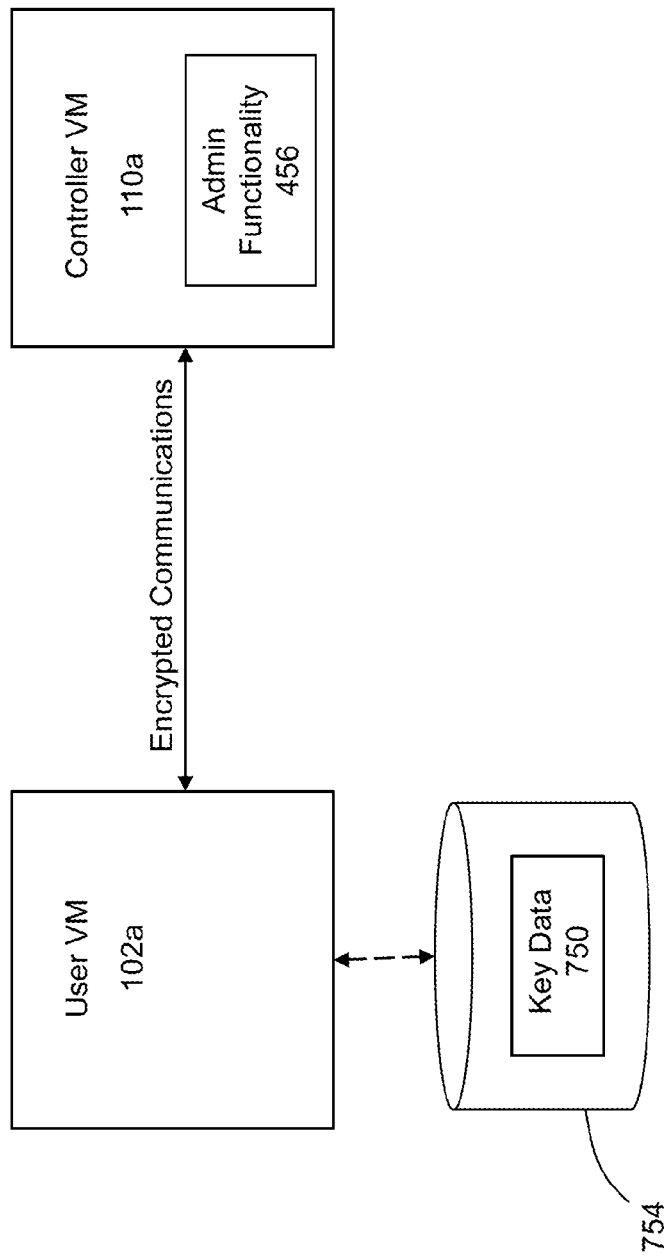 User VM
102a
Encrypted Communications
Controller VM
110a
Admin
Functionality
456
Key Data
750
754